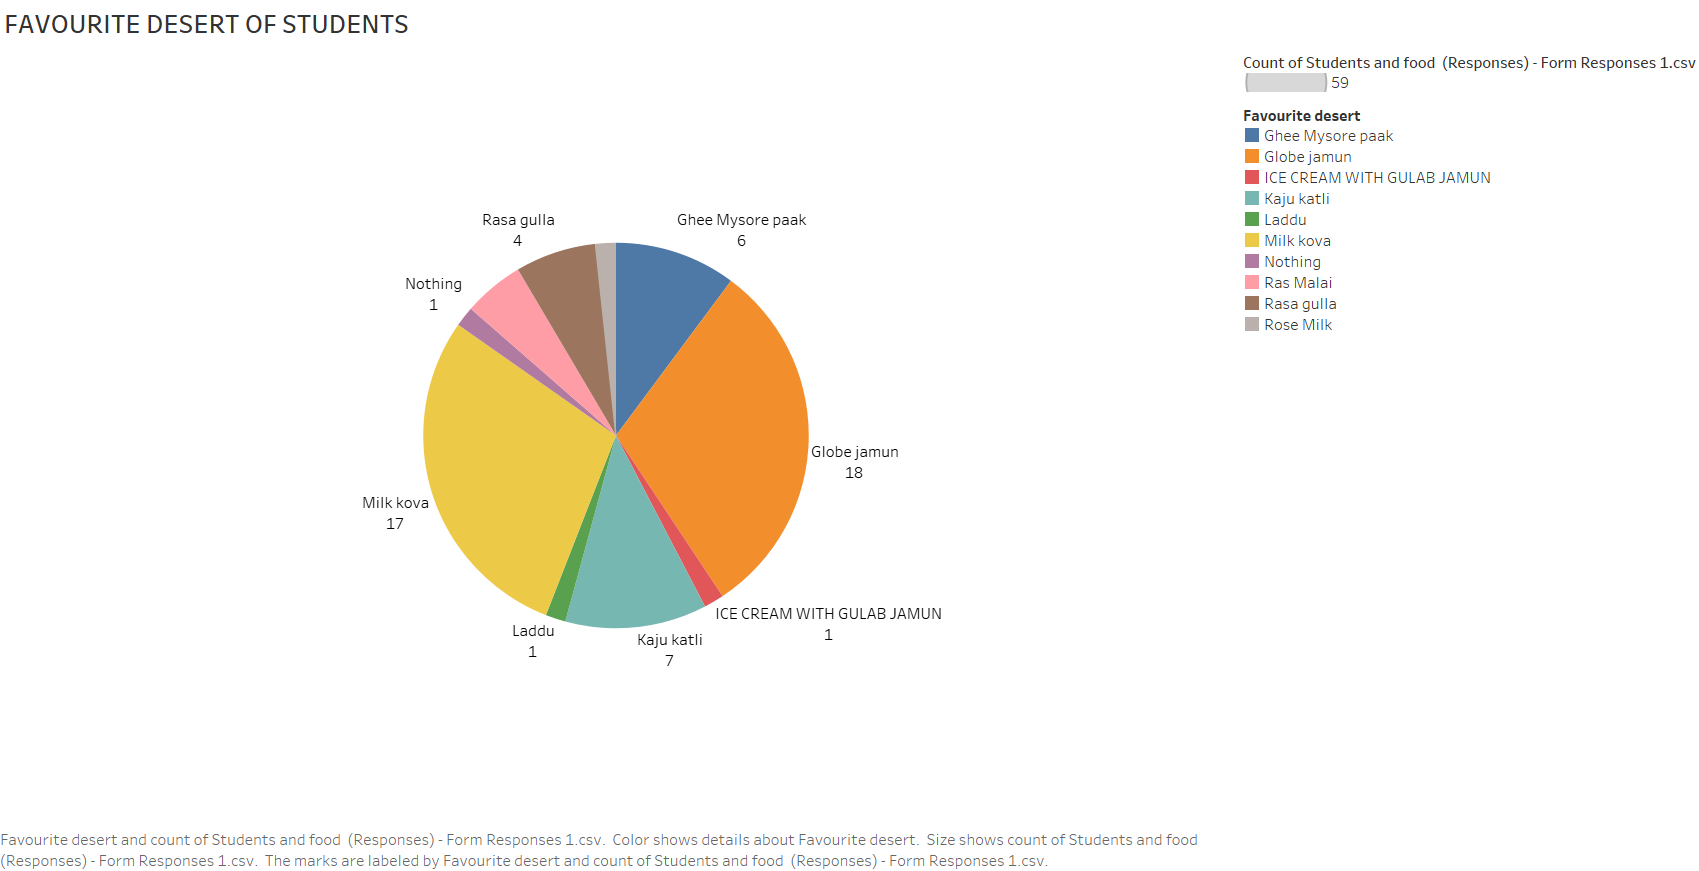 FAVOURITE DESERT OF STUDENTS
Count of Students and food (Responses) - Form Responses 1.csv
59
Favourite desert
Ghee Mysore paak
Globe jamun
ICE CREAM WITH GULAB JAMUN
Kaju katli
Laddu
Milk kova
Nothing
Ras Malai
Rasa gulla
Rose Milk
Rasa gulla
4
Ghee Mysore paak
6
Nothing
1
Globe jamun
18
Milk kova
17
ICE CREAM WITH GULAB JAMUN
1
Laddu
1
Kaju katli
7
Favourite desert and count of Students and food (Responses) - Form Responses 1.csv. Color shows details about Favourite desert. Size shows count of Students and food
(Responses) - Form Responses 1.csv. The marks are labeled by Favourite desert and count of Students and food (Responses) - Form Responses 1.csv.